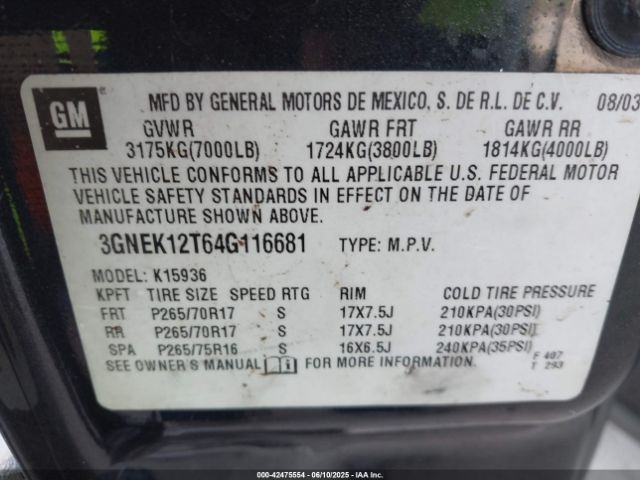 GM
MFD BY GENERAL MOTORS DE MEXICO, S. DE R.L. DE C.V. 08/03
GVWR GAWR FRT GAWR RR
3175KG(7000LB) 1724KG(3800LB) 1814KG(4000LB)
THIS VEHICLE CONFORMS TO ALL APPLICABLE U.S. FEDERAL MOTOR
VEHICLE SAFETY STANDARDS IN EFFECT ON THE DATE OF
MANUFACTURE SHOWN ABOVE.
3GNEK12T64G116681 TYPE: M.P.V.
MODEL: K15936
KPFT TIRE SIZE SPEED RTG RIM COLD TIRE PRESSURE
FRT P265/70R17 S 17X7.5J 210KPA(30PSI)
RR P265/70R17 S 17X7.5J 210KPA(30PSI)
SPA P265/75R16 S 16X6.5J 240KPA(35PSI)
SEE OWNER'S MANUAL FOR MORE INFORMATION.
F 407
T 293
000-42475554 - 06/10/2025 - IAAI.COM